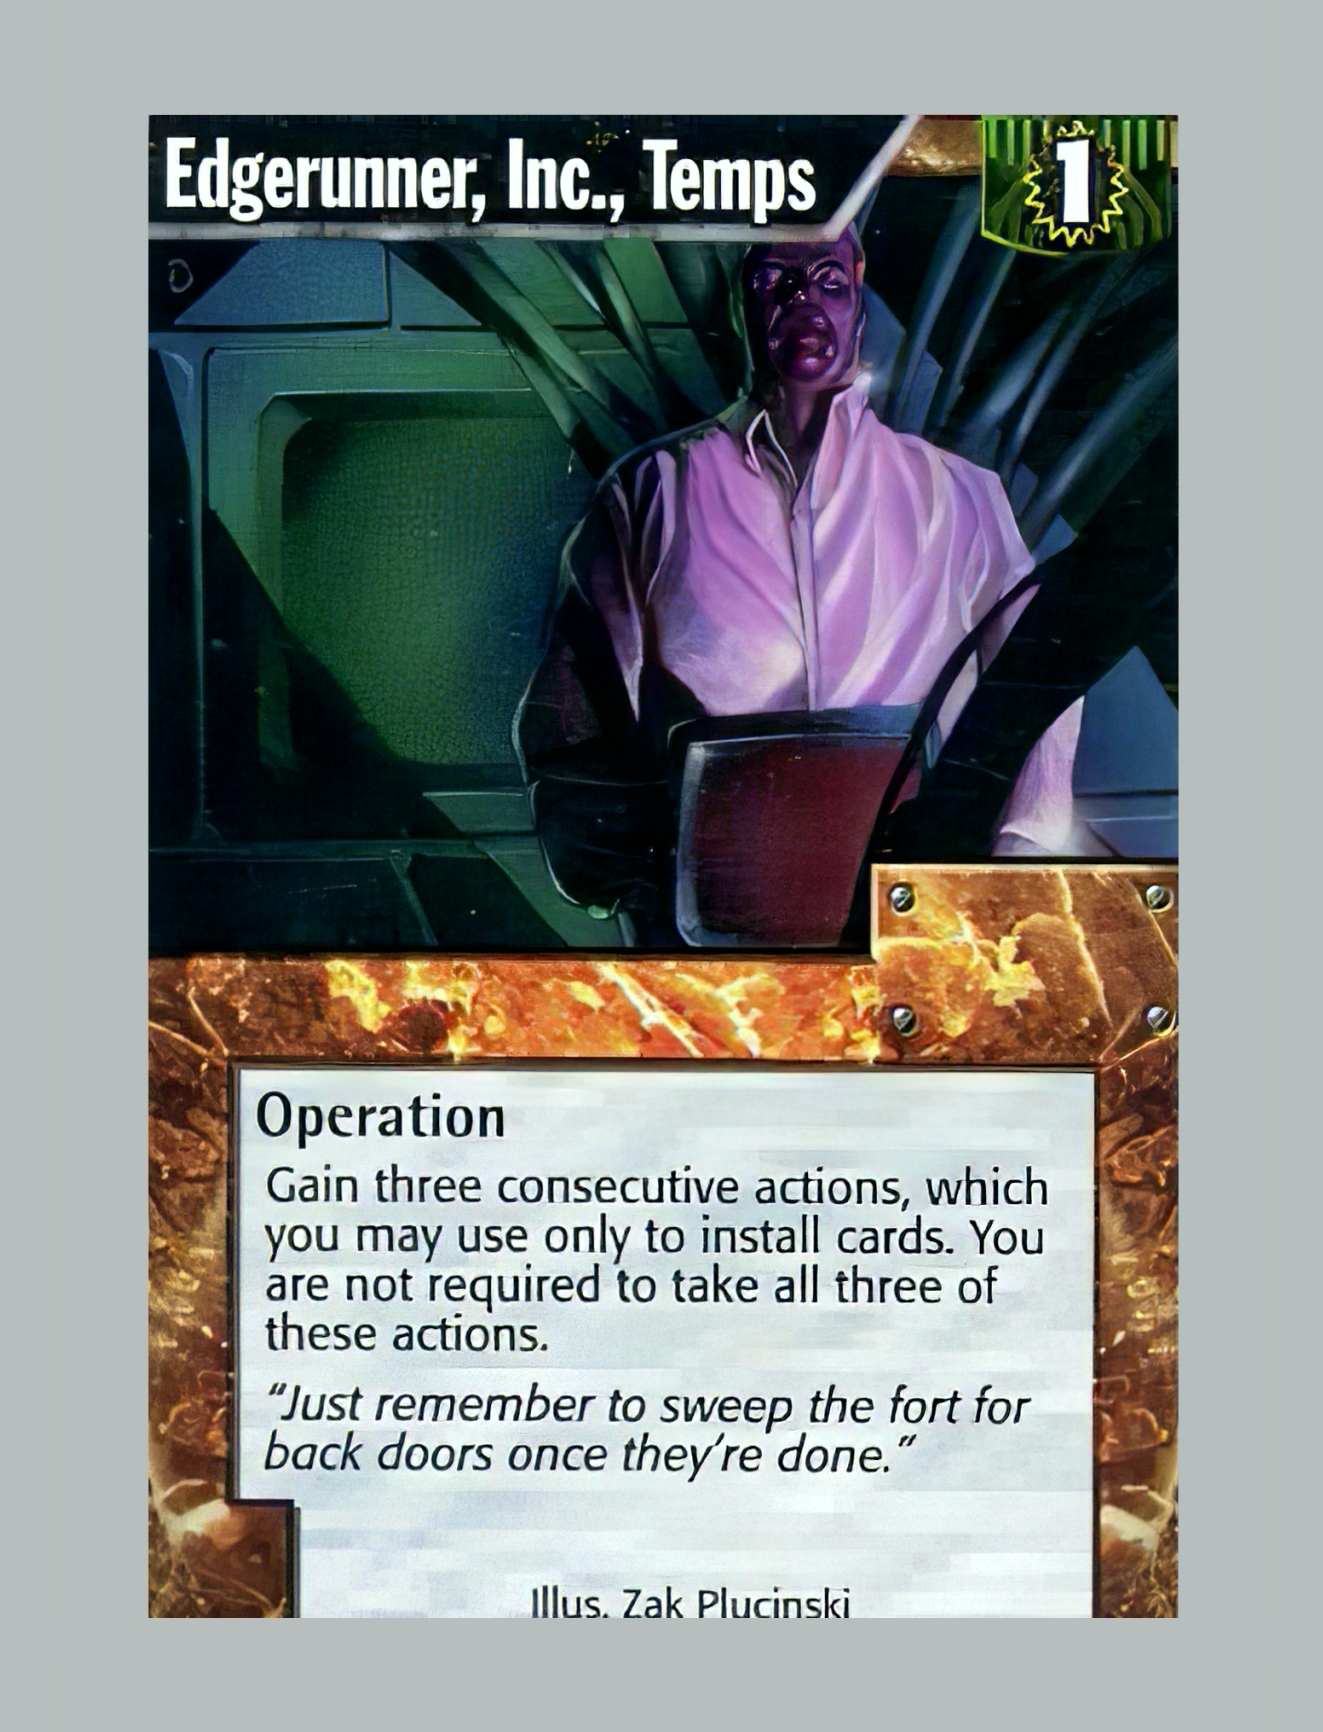 Edgerunner, Inc., Temps
1
Operation
Gain three consecutive actions, which
you may use only to install cards. You
are not required to take all three of
these actions.
“Just remember to sweep the fort for
back doors once they’re done.”
Illus. Zak Plucinski